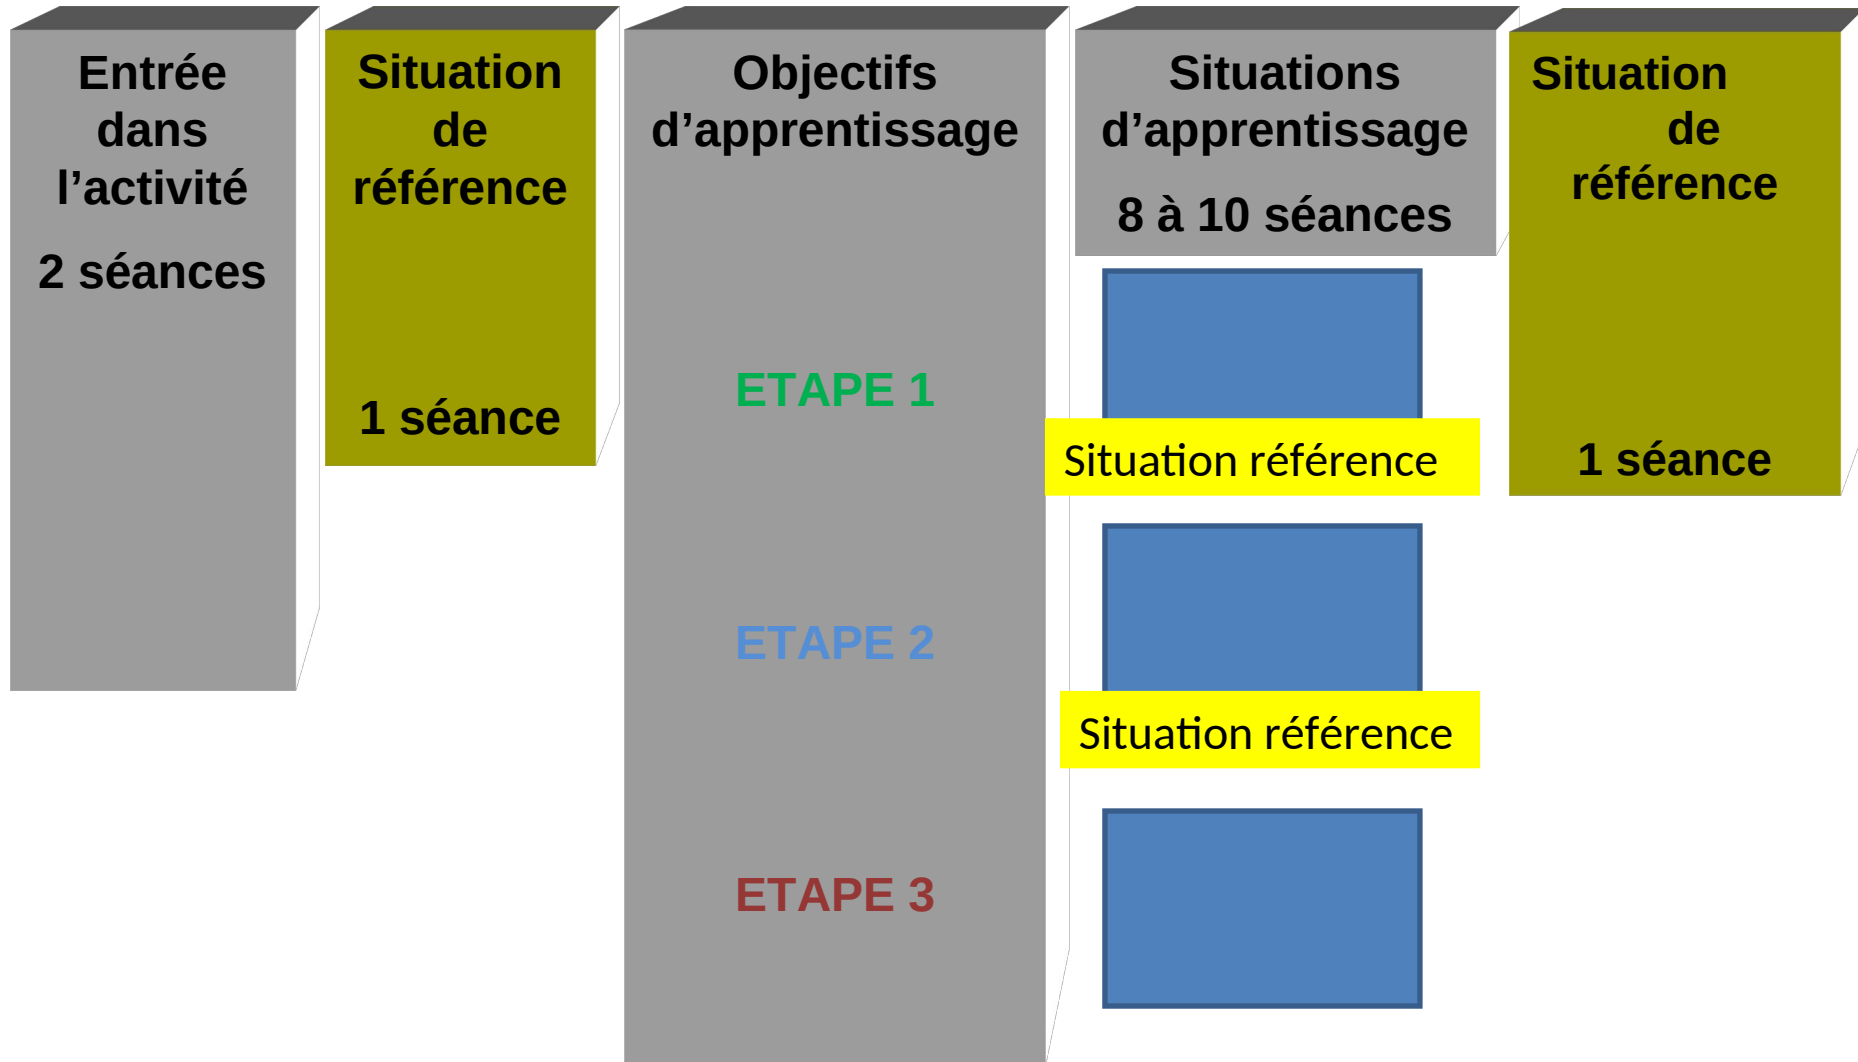 Entrée
dans
l’activité
2 séances
Situation
de
référence
1 séance
Objectifs
d’apprentissage
ETAPE 1
ETAPE 2
ETAPE 3
Situations
d’apprentissage
8 à 10 séances
Situation référence
Situation référence
Situation
de
référence
1 séance